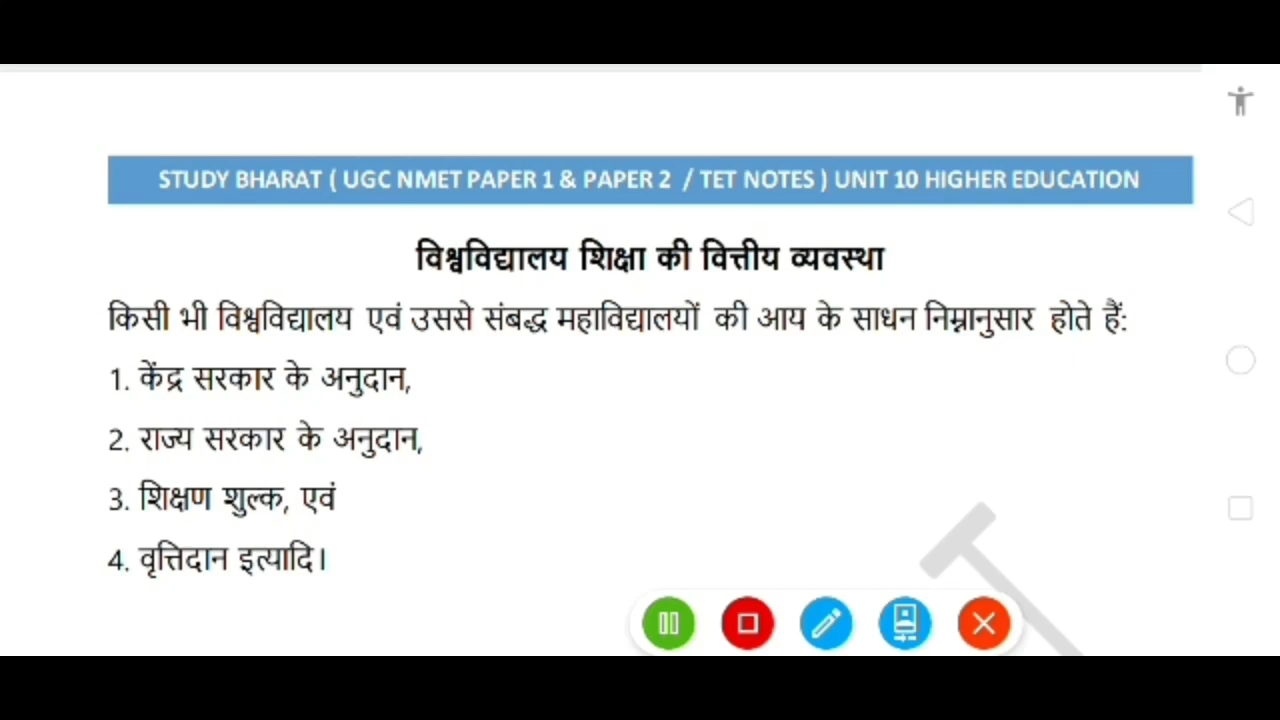 STUDY BHARAT ( UGC NMET PAPER 1 & PAPER 2 / TET NOTES ) UNIT 10 HIGHER EDUCATION
विश्वविद्यालय शिक्षा की वित्तीय व्यवस्था
किसी भी विश्वविद्यालय एवं उससे संबद्ध महाविद्यालयों की आय के साधन निम्नानुसार होते हैं:
1. केंद्र सरकार के अनुदान,
2. राज्य सरकार के अनुदान,
3. शिक्षण शुल्क, एवं
4. वृत्तिदान इत्यादि।